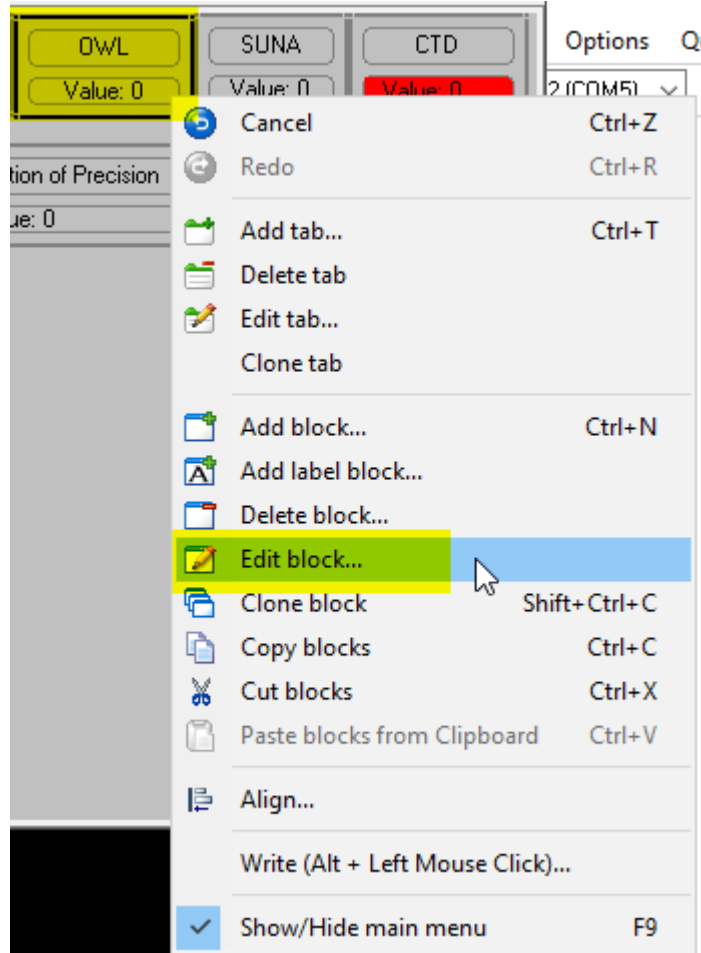 OWL SUNA CTD Options
Value: 0 Value: 0 Value: 0 2 (COM5)
Cancel Ctrl+Z
tion of Precision Redo Ctrl+R
ue: 0
Add tab... Ctrl+T
Delete tab
Edit tab...
Clone tab
Add block... Ctrl+N
Add label block...
Delete block...
Edit block...
Clone block Shift+Ctrl+C
Copy blocks Ctrl+C
Cut blocks Ctrl+X
Paste blocks from Clipboard Ctrl+V
Align...
Write (Alt + Left Mouse Click)...
Show/Hide main menu F9